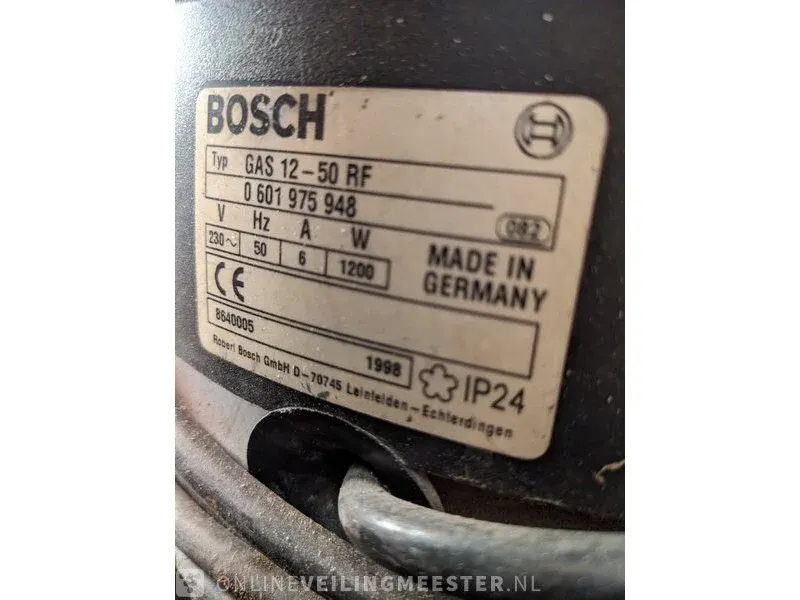 BOSCH
Typ GAS 12-50 RF
0 601 975 948
082
V Hz A W
230~ 50 6 1200
MADE IN
GERMANY
CE
8640005
1998
IP24
Robert Bosch GmbH D-70745 Leinfelden-Echterdingen
ONLINEVEILINGMEESTER.NL